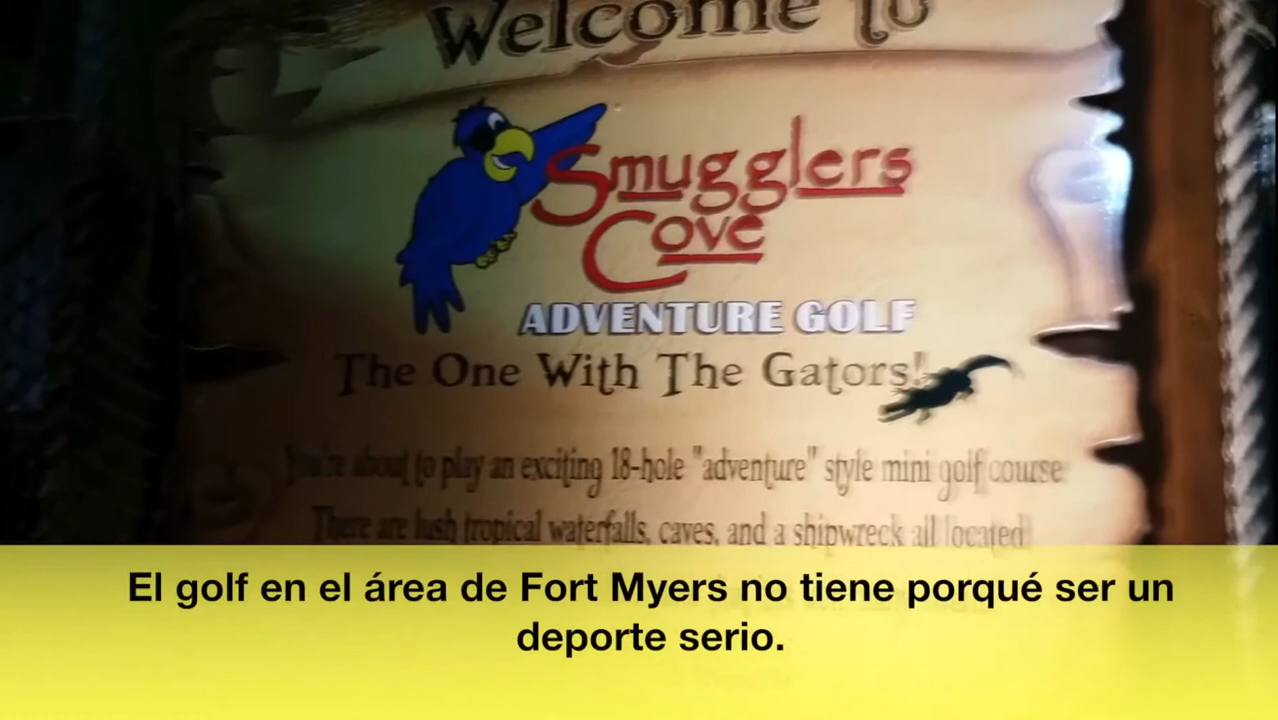 Welcome to
Smugglers
Cove
ADVENTURE GOLF
The One With The Gators!
You're about to play an exciting 18-hole "adventure" style mini golf course
There are lush tropical waterfalls, caves, and a shipwreck all located
El golf en el área de Fort Myers no tiene porqué ser un
deporte serio.